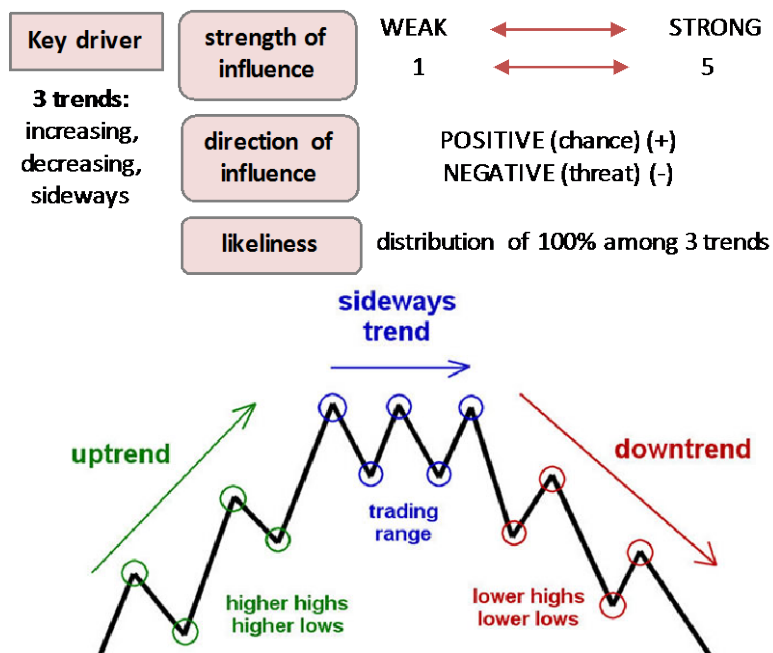 Key driver
3 trends:
increasing,
decreasing,
sideways
strength of
influence
WEAK
STRONG
1
5
direction of
influence
POSITIVE (chance) (+)
NEGATIVE (threat) (-)
likeliness
distribution of 100% among 3 trends
sideways
trend
uptrend
downtrend
trading
range
higher highs
higher lows
lower highs
lower lows